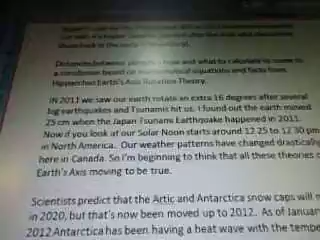 Distances between planets - how and what to calculate to come to
a conclusion based on mathematical equations and facts from
Hipparchus Earth's Axis Rotation Theory.
IN 2011 we saw our earth rotate an extra 16 degrees after several
big earthquakes and Tsunamis hit us. I found out the earth moved
25 cm when the Japan Tsunami Earthquake happened in 2011.
Now if you look at our Solar Noon starts around 12:25 to 12:30 pm
in North America. Our weather patterns have changed drastically
here in Canada. So I'm beginning to think that all these theories o
Earth's Axis moving to be true.
Scientists predict that the Artic and Antarctica snow caps will m
in 2020, but that's now been moved up to 2012. As of Januar
2012 Antarctica has been having a heat wave with the tempe